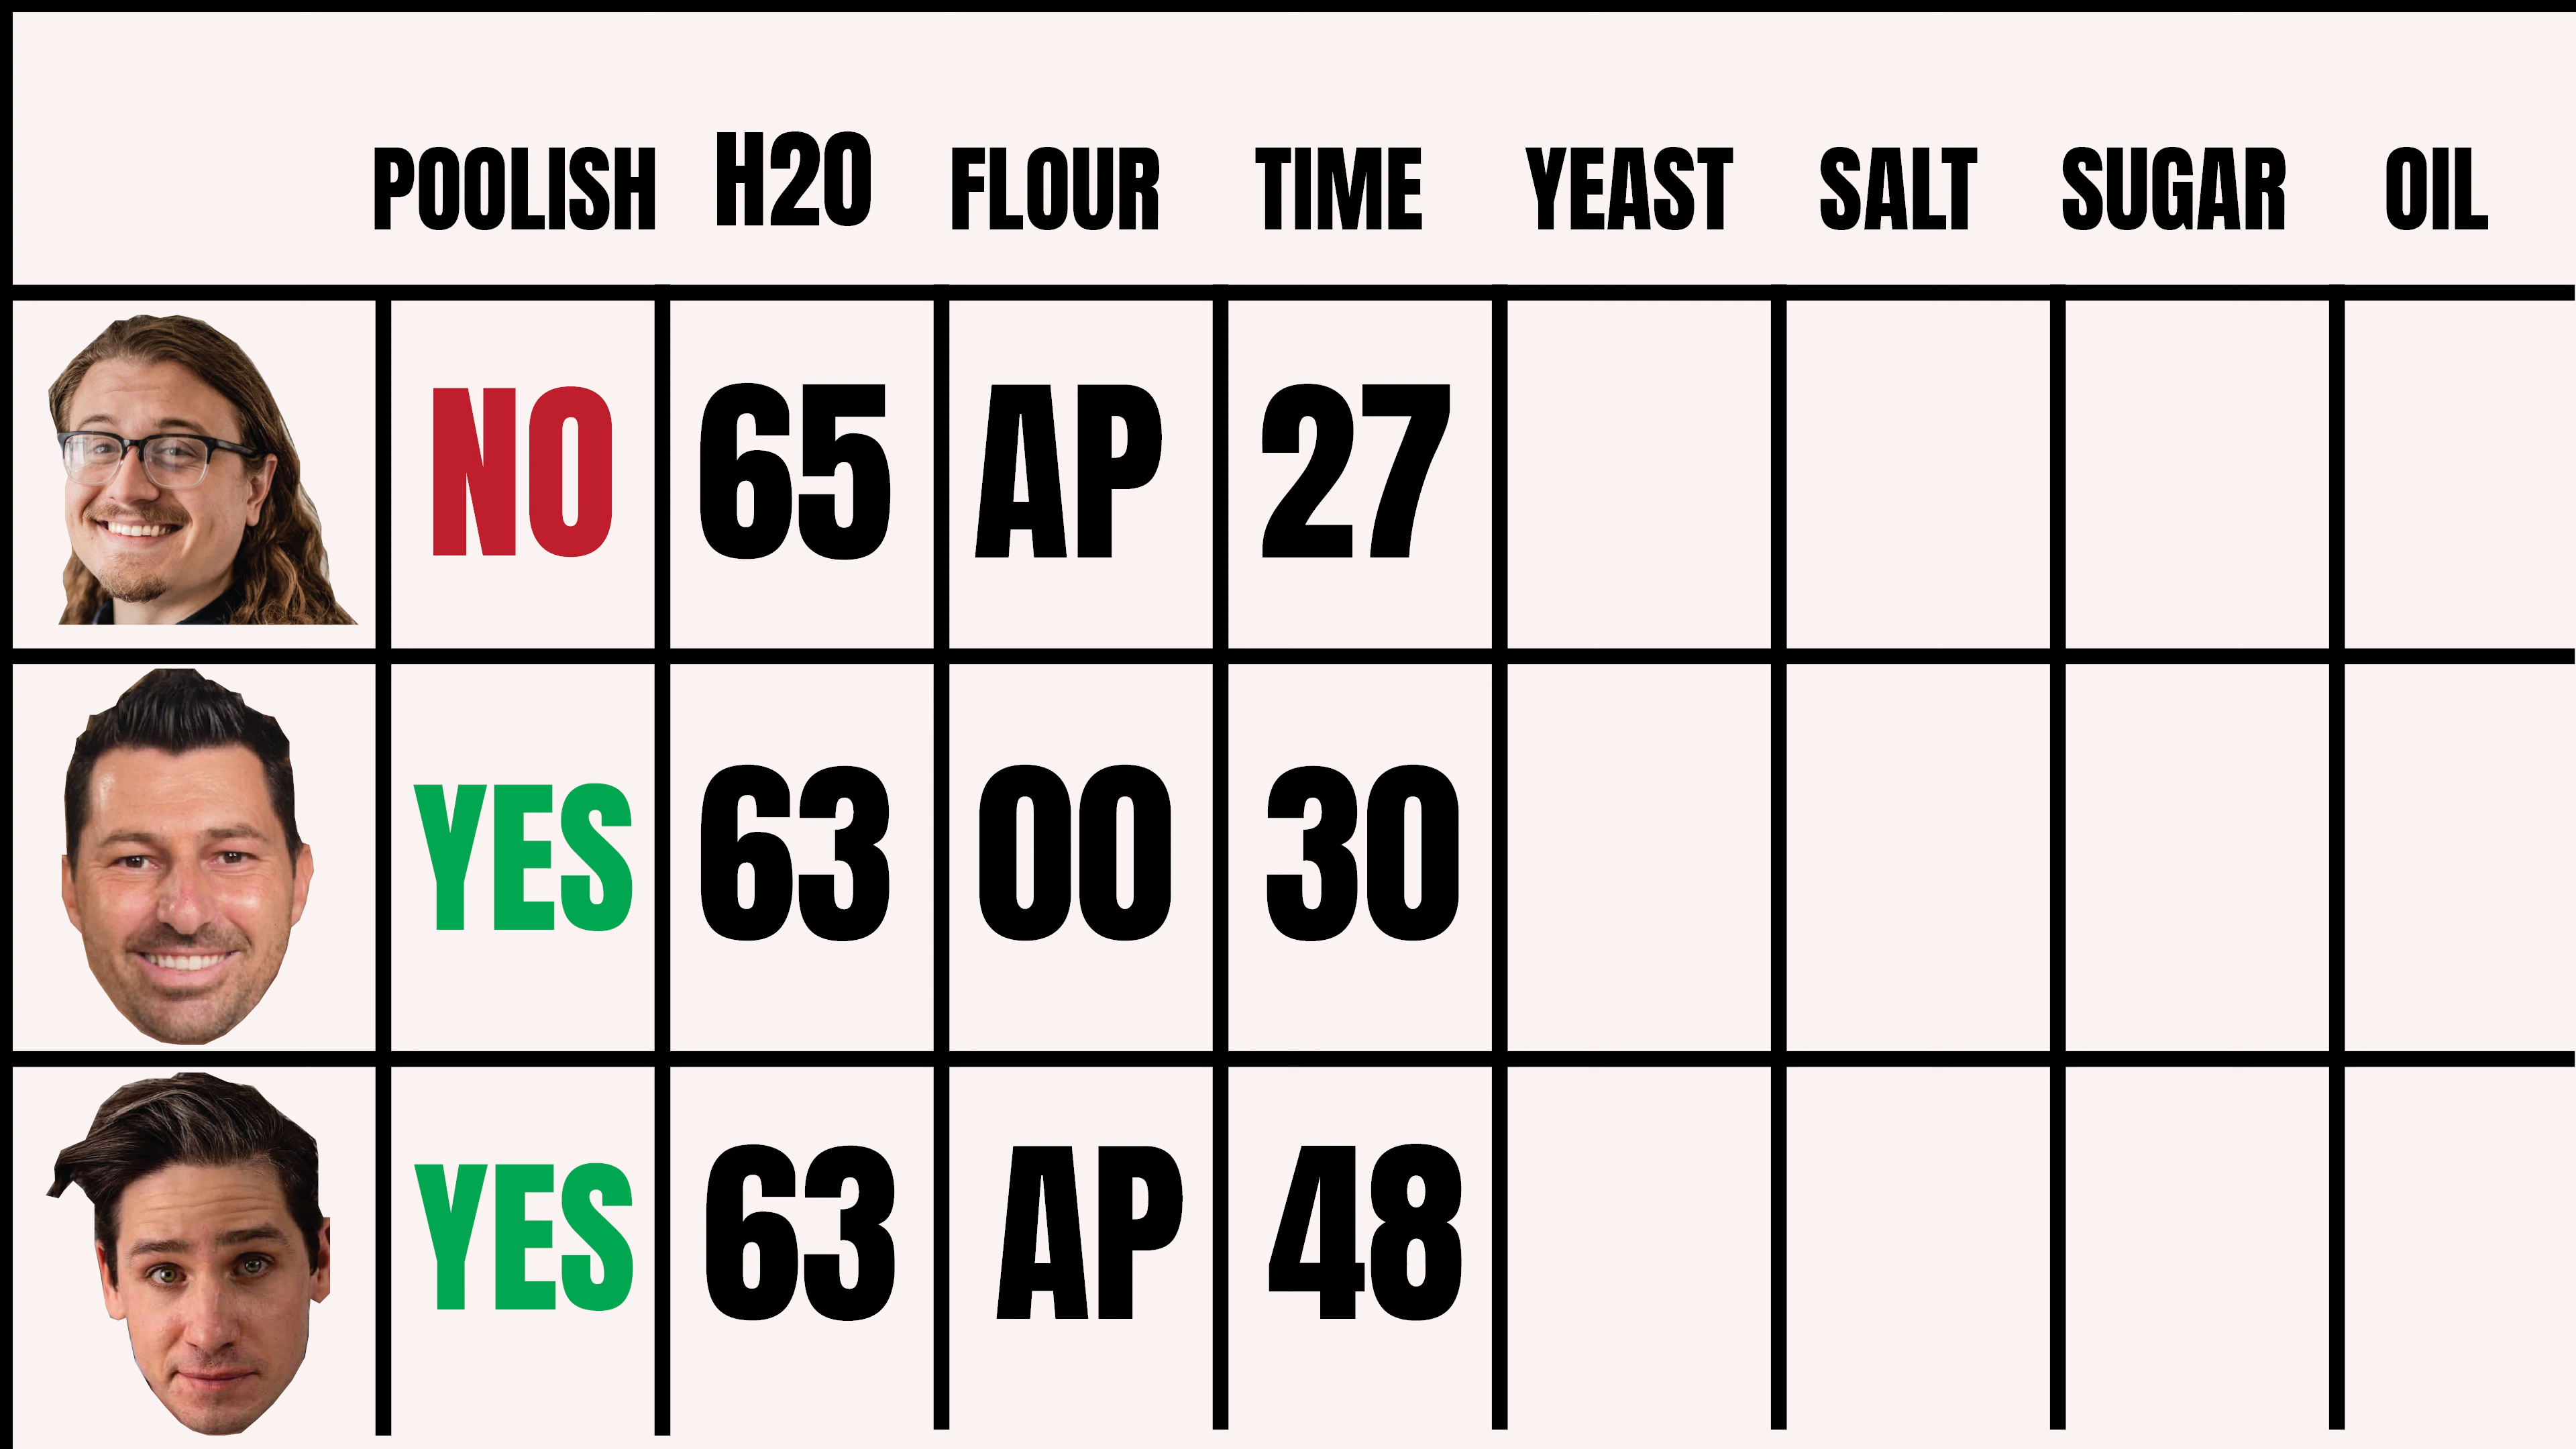 POOLISH H2O FLOUR TIME YEAST SALT SUGAR OIL
NO 65 AP 27
YES 63 00 30
YES 63 AP 48